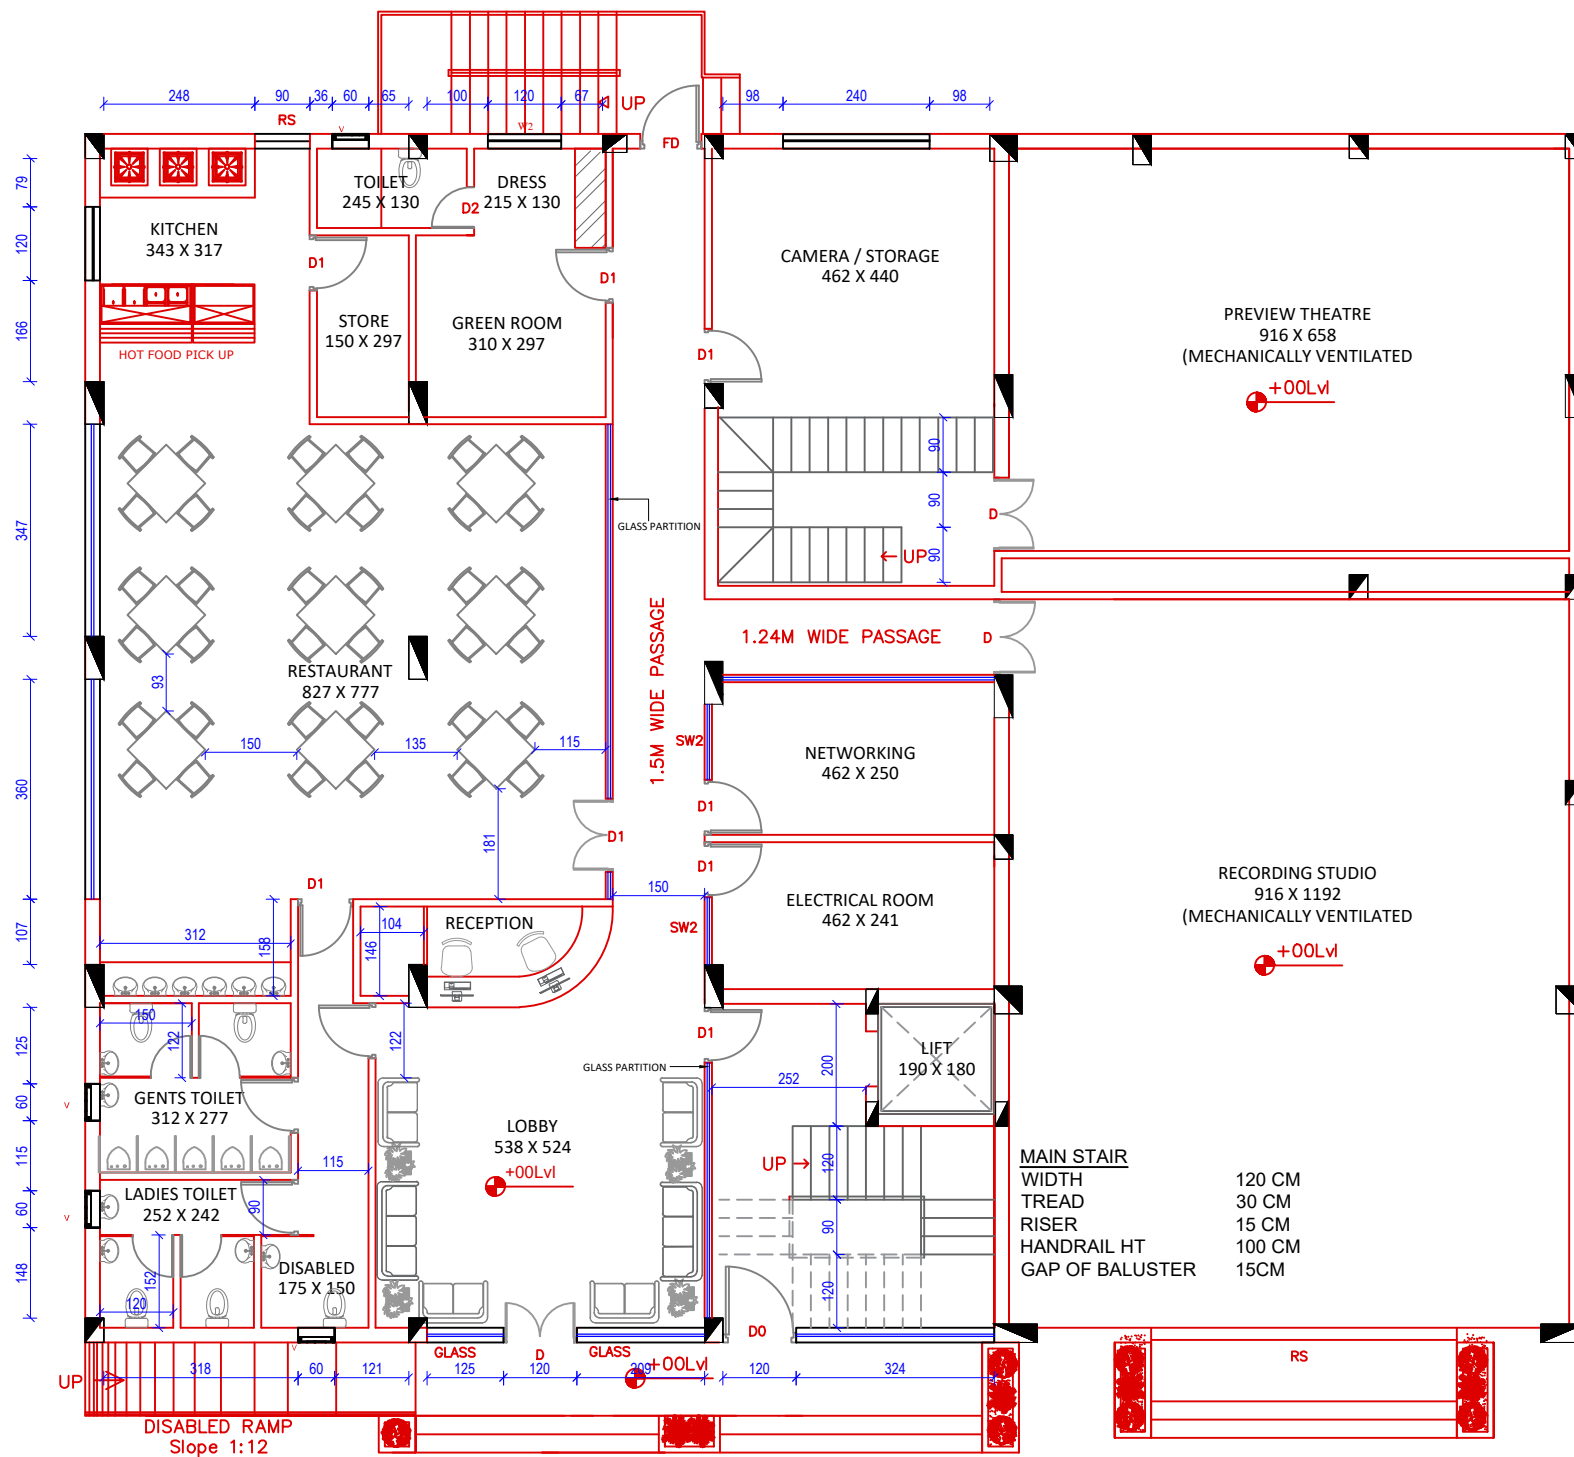 UP
248 90 36 60 65 100 120 67 98 240 98
RS
V
W2
FD
79
120
166
347
360
107
125
60
115
60
148
KITCHEN
343 X 317
TOILET
245 X 130
DRESS
215 X 130
D2
D1
D1
STORE
150 X 297
GREEN ROOM
310 X 297
HOT FOOD PICK UP
CAMERA / STORAGE
462 X 440
D1
PREVIEW THEATRE
916 X 658
(MECHANICALLY VENTILATED
+00Lvl
90
90
90
UP
D
GLASS PARTITION
1.5M WIDE PASSAGE
1.24M WIDE PASSAGE
D
RESTAURANT
827 X 777
93
150
135
115
181
SW2
NETWORKING
462 X 250
D1
D1
D1
150
SW2
ELECTRICAL ROOM
462 X 241
RECORDING STUDIO
916 X 1192
(MECHANICALLY VENTILATED
+00Lvl
D1
312
158
104
146
RECEPTION
150
122
122
D1
GLASS PARTITION
252
200
LIFT
190 X 180
V
GENTS TOILET
312 X 277
115
LOBBY
538 X 524
+00Lvl
UP
120
90
120
V
LADIES TOILET
252 X 242
90
152
120
DISABLED
175 X 150
V
MAIN STAIR
WIDTH 120 CM
TREAD 30 CM
RISER 15 CM
HANDRAIL HT 100 CM
GAP OF BALUSTER 15CM
GLASS
D
GLASS
D0
RS
UP
318 60 121 125 120 209 120 324
+00Lvl
DISABLED RAMP
Slope 1:12